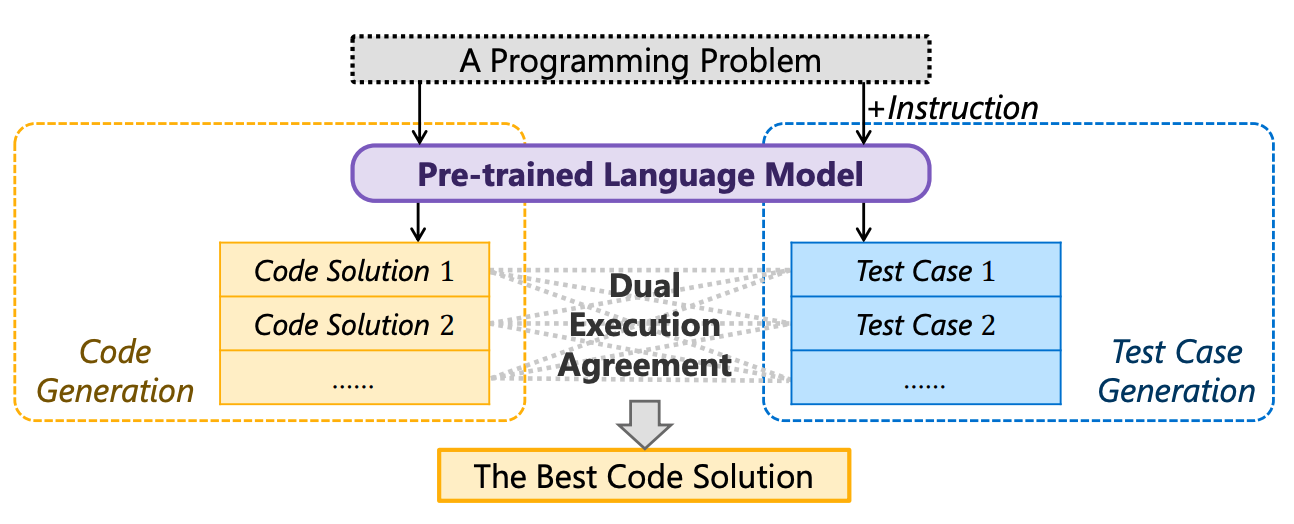 A Programming Problem
+Instruction
Pre-trained Language Model
Code Solution 1
Code Solution 2
......
Code
Generation
Dual
Execution
Agreement
Test Case 1
Test Case 2
......
Test Case
Generation
The Best Code Solution